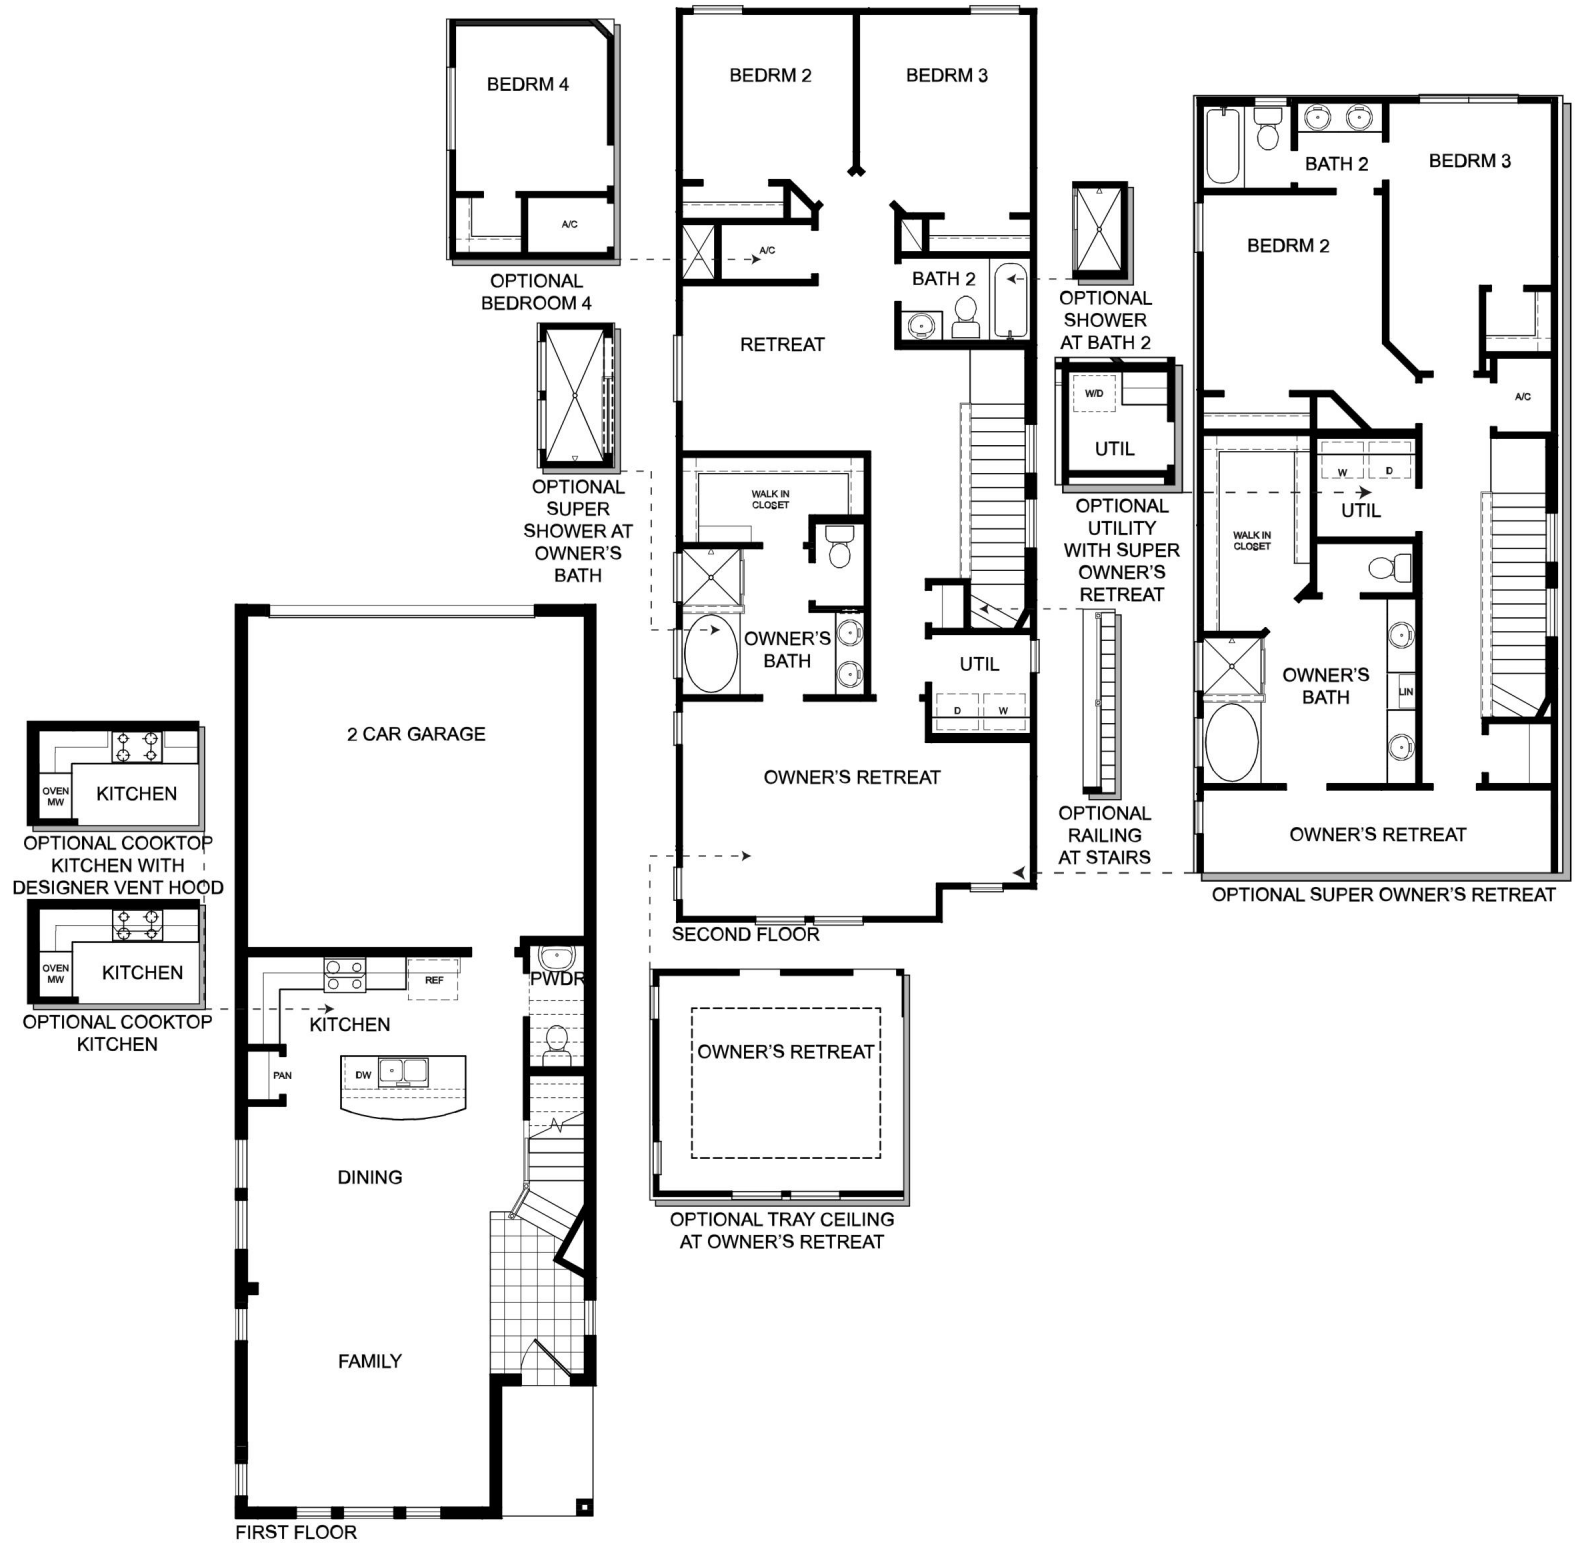 BEDRM 4
A/C
OPTIONAL
BEDROOM 4
OPTIONAL
SUPER
SHOWER AT
OWNER'S
BATH
BEDRM 2
BEDRM 3
A/C
BATH 2
RETREAT
WALK IN
CLOSET
OWNER'S
BATH
UTIL
D
W
OWNER'S RETREAT
SECOND FLOOR
OPTIONAL
SHOWER
AT BATH 2
W/D
UTIL
OPTIONAL
UTILITY
WITH SUPER
OWNER'S
RETREAT
OPTIONAL
RAILING
AT STAIRS
BATH 2
BEDRM 3
BEDRM 2
A/C
W
D
UTIL
WALK IN
CLOSET
OWNER'S
BATH
LIN
OWNER'S RETREAT
OPTIONAL SUPER OWNER'S RETREAT
2 CAR GARAGE
OVEN
MW
KITCHEN
OPTIONAL COOKTOP
KITCHEN WITH
DESIGNER VENT HOOD
OVEN
MW
KITCHEN
OPTIONAL COOKTOP
KITCHEN
REF
PWDR
KITCHEN
PAN
DW
DINING
FAMILY
FIRST FLOOR
OWNER'S RETREAT
OPTIONAL TRAY CEILING
AT OWNER'S RETREAT